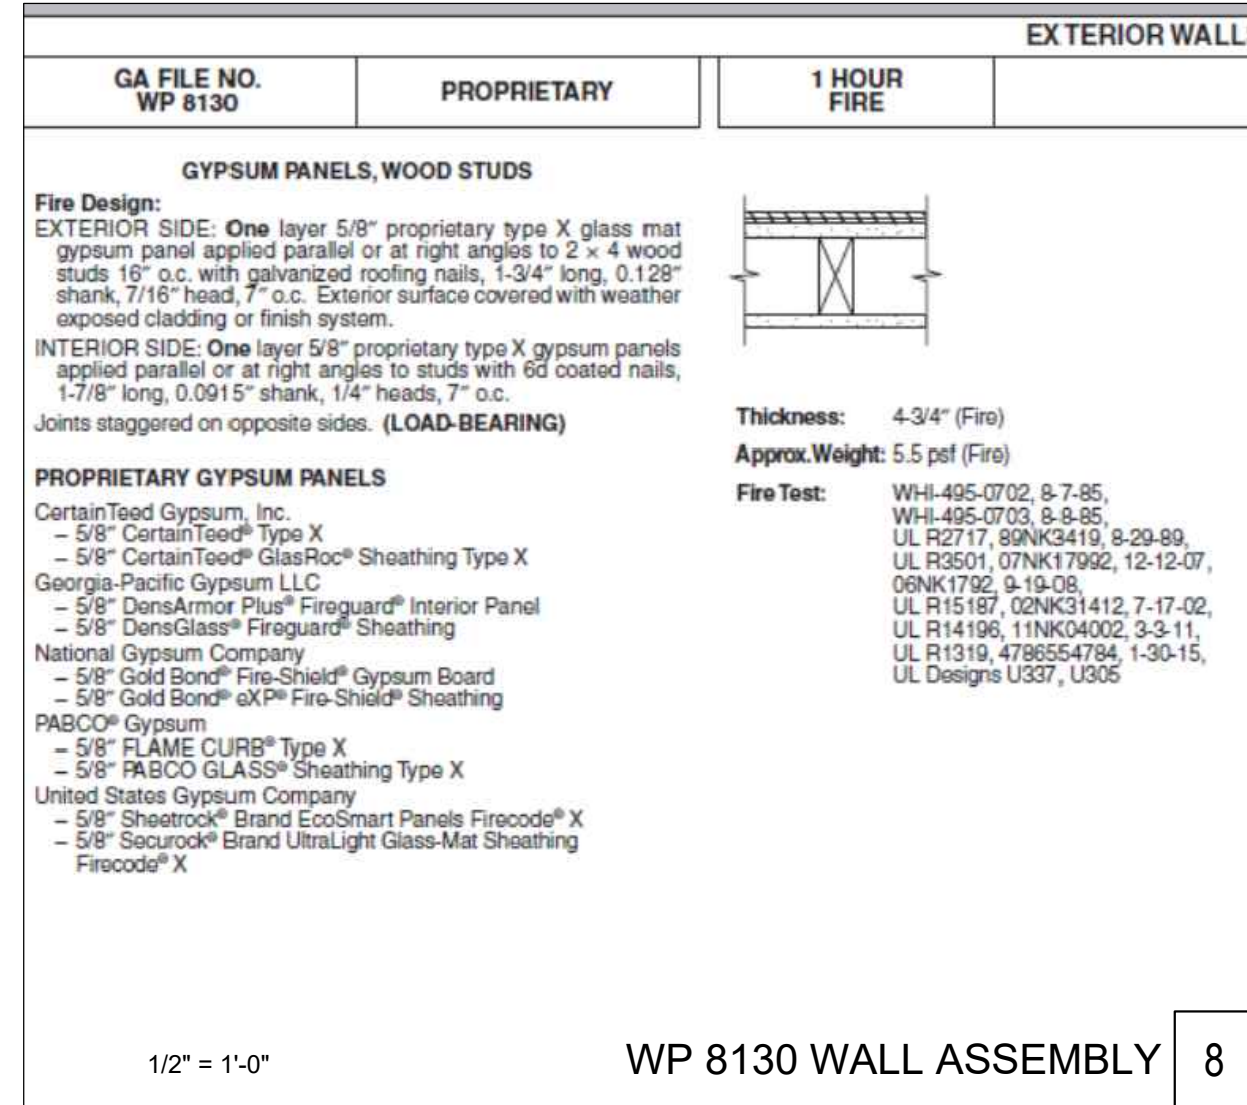 EXTERIOR WALL
GA FILE NO.
WP 8130
PROPRIETARY
1 HOUR
FIRE
GYPSUM PANELS, WOOD STUDS
Fire Design:
EXTERIOR SIDE: One layer 5/8″ proprietary type X glass mat
gypsum panel applied parallel or at right angles to 2 × 4 wood
studs 16″ o.c. with galvanized roofing nails, 1-3/4″ long, 0.128″
shank, 7/16″ head, 7″ o.c. Exterior surface covered with weather
exposed cladding or finish system.
INTERIOR SIDE: One layer 5/8″ proprietary type X gypsum panels
applied parallel or at right angles to studs with 6d coated nails,
1-7/8″ long, 0.0915″ shank, 1/4″ heads, 7″ o.c.
Joints staggered on opposite sides. (LOAD-BEARING)
PROPRIETARY GYPSUM PANELS
CertainTeed Gypsum, Inc.
– 5/8″ CertainTeed® Type X
– 5/8″ CertainTeed® GlasRoc® Sheathing Type X
Georgia-Pacific Gypsum LLC
– 5/8″ DensArmor Plus® Fireguard® Interior Panel
– 5/8″ DensGlass® Fireguard® Sheathing
National Gypsum Company
– 5/8″ Gold Bond® Fire-Shield® Gypsum Board
– 5/8″ Gold Bond® eXP® Fire-Shield® Sheathing
PABCO® Gypsum
– 5/8″ FLAME CURB® Type X
– 5/8″ PABCO GLASS® Sheathing Type X
United States Gypsum Company
– 5/8″ Sheetrock® Brand EcoSmart Panels Firecode® X
– 5/8″ Securock® Brand UltraLight Glass-Mat Sheathing
Firecode® X
Thickness: 4-3/4″ (Fire)
Approx. Weight: 5.5 psf (Fire)
Fire Test: WHI-495-0702, 8-7-85,
WHI-495-0703, 8-8-85,
UL R2717, 89NK3419, 8-29-89,
UL R3501, 07NK17992, 12-12-07,
06NK1792, 9-19-08,
UL R15187, 02NK31412, 7-17-02,
UL R14196, 11NK04002, 3-3-11,
UL R1319, 4786554784, 1-30-15,
UL Designs U337, U305
1/2" = 1'-0"
WP 8130 WALL ASSEMBLY
8